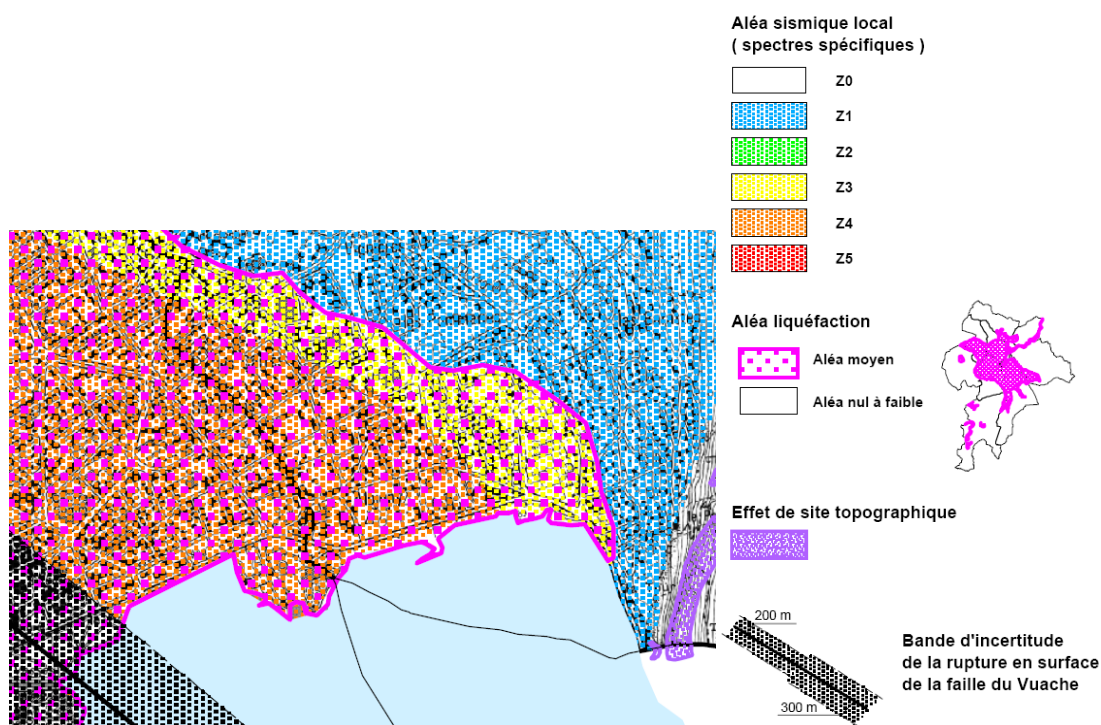 Aléa sismique local
( spectres spécifiques )
Z0
Z1
Z2
Z3
Z4
Z5
Aléa liquéfaction
Aléa moyen
Aléa nul à faible
Effet de site topographique
200 m
300 m
Bande d'incertitude
de la rupture en surface
de la faille du Vuache